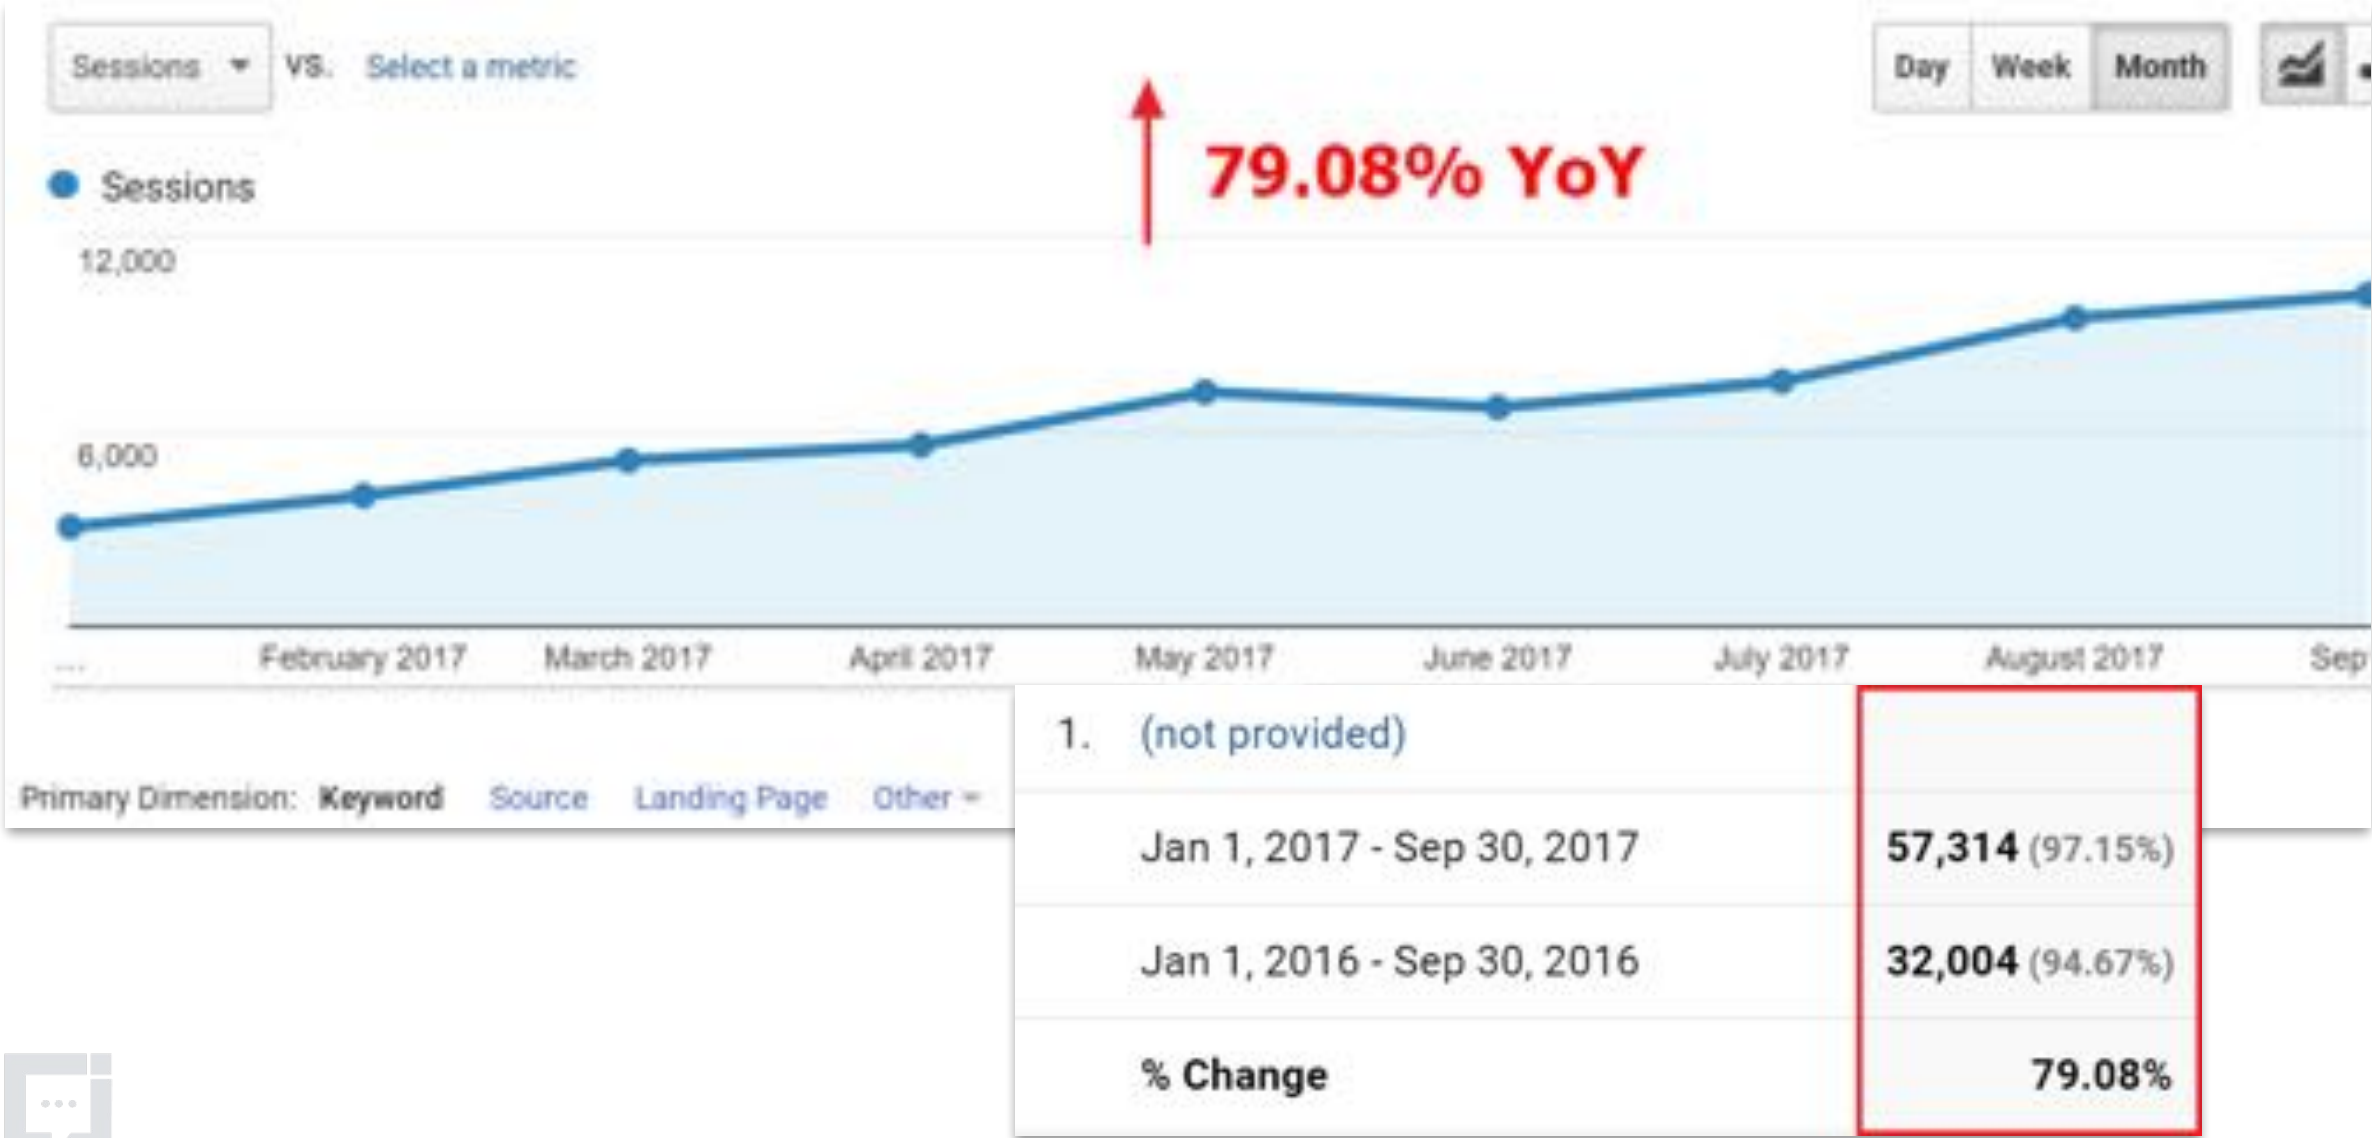 Sessions vs. Select a metric
Day Week Month
79.08% YoY
Sessions
12,000
6,000
... February 2017 March 2017 April 2017 May 2017 June 2017 July 2017 August 2017 Sep
1. (not provided)
Primary Dimension: Keyword Source Landing Page Other
Jan 1, 2017 - Sep 30, 2017 57,314 (97.15%)
Jan 1, 2016 - Sep 30, 2016 32,004 (94.67%)
% Change 79.08%